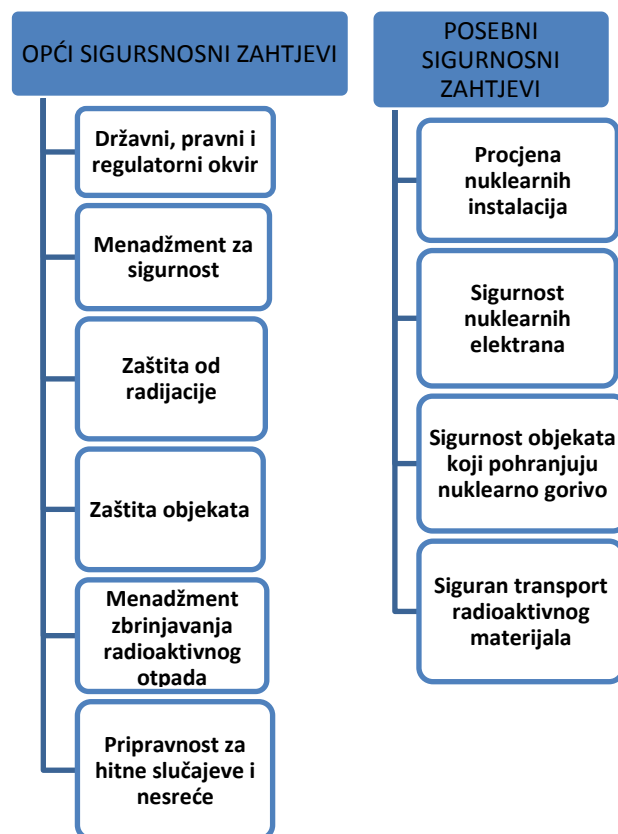 OPĆI SIGURSNOSNI ZAHTJEVI
Državni, pravni i
regulatorni okvir
Menadžment za
sigurnost
Zaštita od
radijacije
Zaštita objekata
Menadžment
zbrinjavanja
radioaktivnog
otpada
Pripravnost za
hitne slučajeve i
nesreće
POSEBNI
SIGURNOSNI
ZAHTJEVI
Procjena
nuklearnih
instalacija
Sigurnost
nuklearnih
elektrana
Sigurnost objekata
koji pohranjuju
nuklearno gorivo
Siguran transport
radioaktivnog
materijala